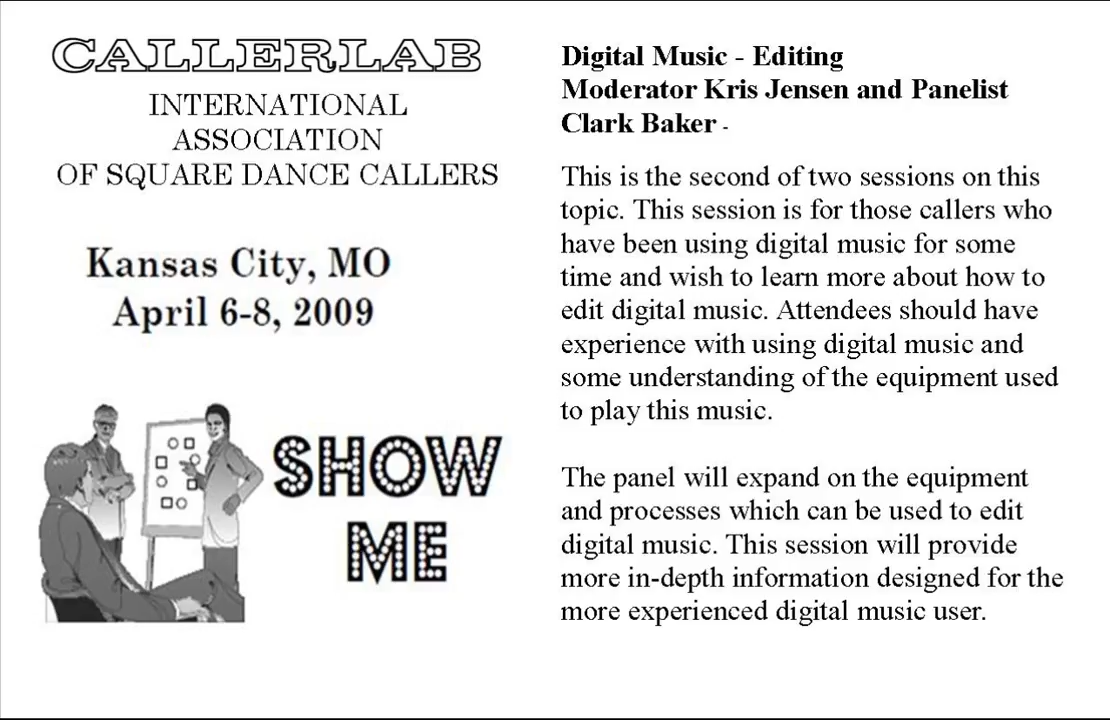 CALLERLAB
INTERNATIONAL
ASSOCIATION
OF SQUARE DANCE CALLERS
Kansas City, MO
April 6-8, 2009
SHOW
ME
Digital Music - Editing
Moderator Kris Jensen and Panelist
Clark Baker -
This is the second of two sessions on this
topic. This session is for those callers who
have been using digital music for some
time and wish to learn more about how to
edit digital music. Attendees should have
experience with using digital music and
some understanding of the equipment used
to play this music.
The panel will expand on the equipment
and processes which can be used to edit
digital music. This session will provide
more in-depth information designed for the
more experienced digital music user.